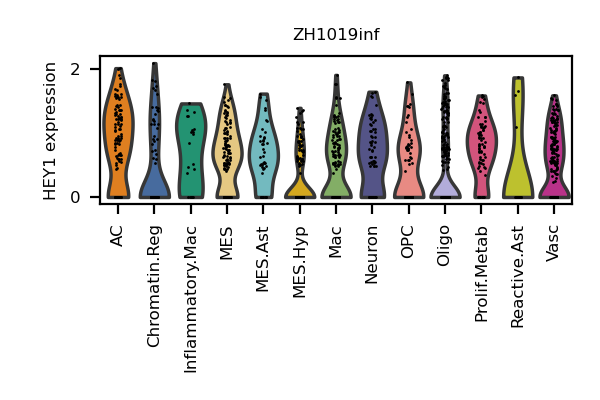 ZH1019inf
HEY1 expression
2
0
AC
Chromatin.Reg
Inflammatory.Mac
MES
MES.Ast
MES.Hyp
Mac
Neuron
OPC
Oligo
Prolif.Metab
Reactive.Ast
Vasc